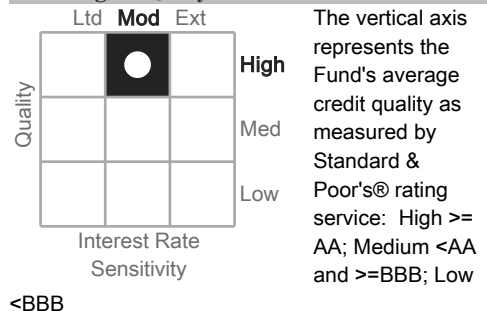 Ltd Mod Ext
High
Quality
Med
Low
Interest Rate
Sensitivity
The vertical axis
represents the
Fund's average
credit quality as
measured by
Standard &
Poor's® rating
service: High >=
AA; Medium <AA
and >=BBB; Low
<BBB